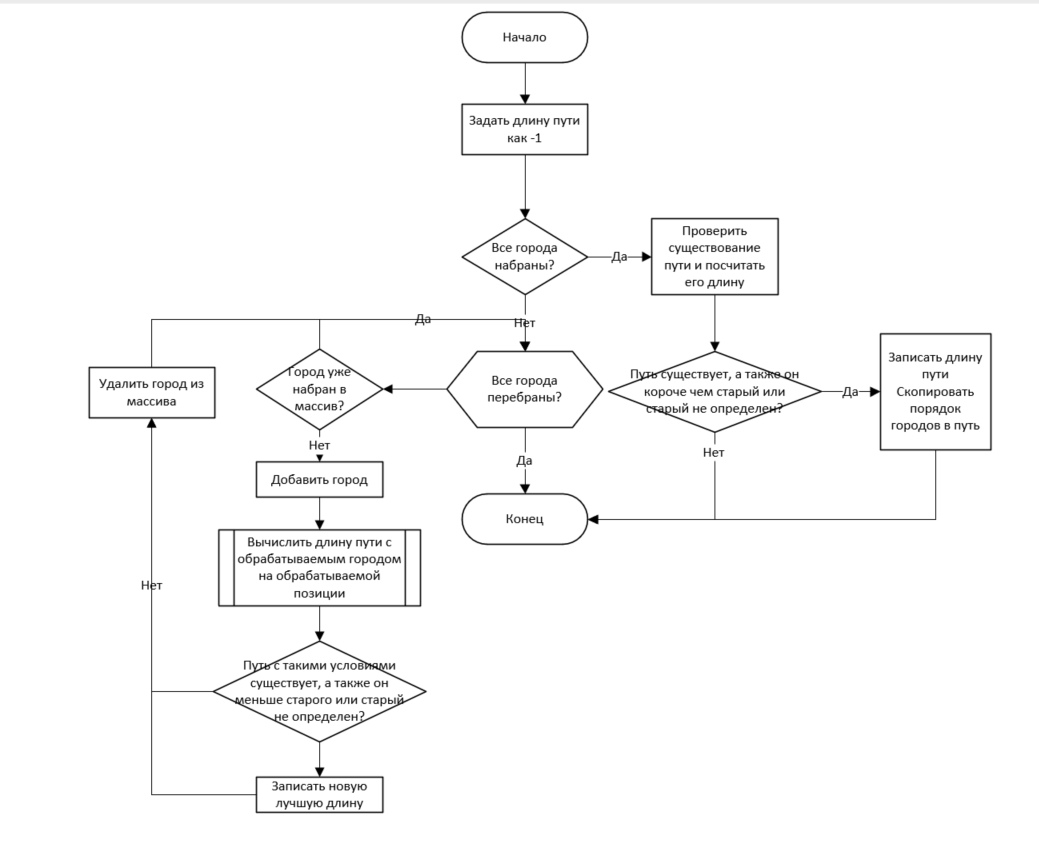 Начало
Задать длину пути
как -1
Все города
набраны?
Да
Проверить
существование
пути и посчитать
его длину
Нет
Да
Удалить город из
массива
Город уже
набран в
массив?
Все города
перебраны?
Путь существует, а также он
короче чем старый или
старый не определен?
Да
Записать длину
пути
Скопировать
порядок
городов в путь
Нет
Да
Нет
Добавить город
Конец
Вычислить длину пути с
обрабатываемым городом
на обрабатываемой
позиции
Нет
Путь с такими условиями
существует, а также он
меньше старого или старый
не определен?
Записать новую
лучшую длину